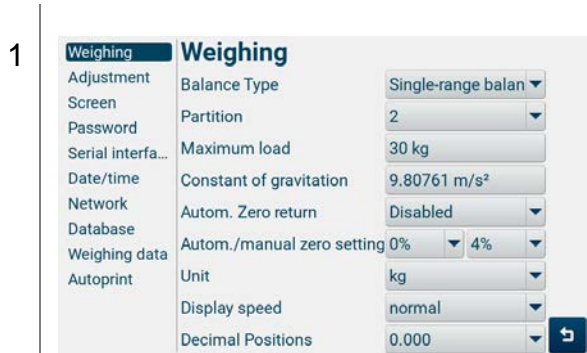 1
Weighing
Adjustment
Screen
Password
Serial interfa...
Date/time
Network
Database
Weighing data
Autoprint
Weighing
Balance Type Single-range balan
Partition 2
Maximum load 30 kg
Constant of gravitation 9.80761 m/s²
Autom. Zero return Disabled
Autom./manual zero setting 0% 4%
Unit kg
Display speed normal
Decimal Positions 0.000